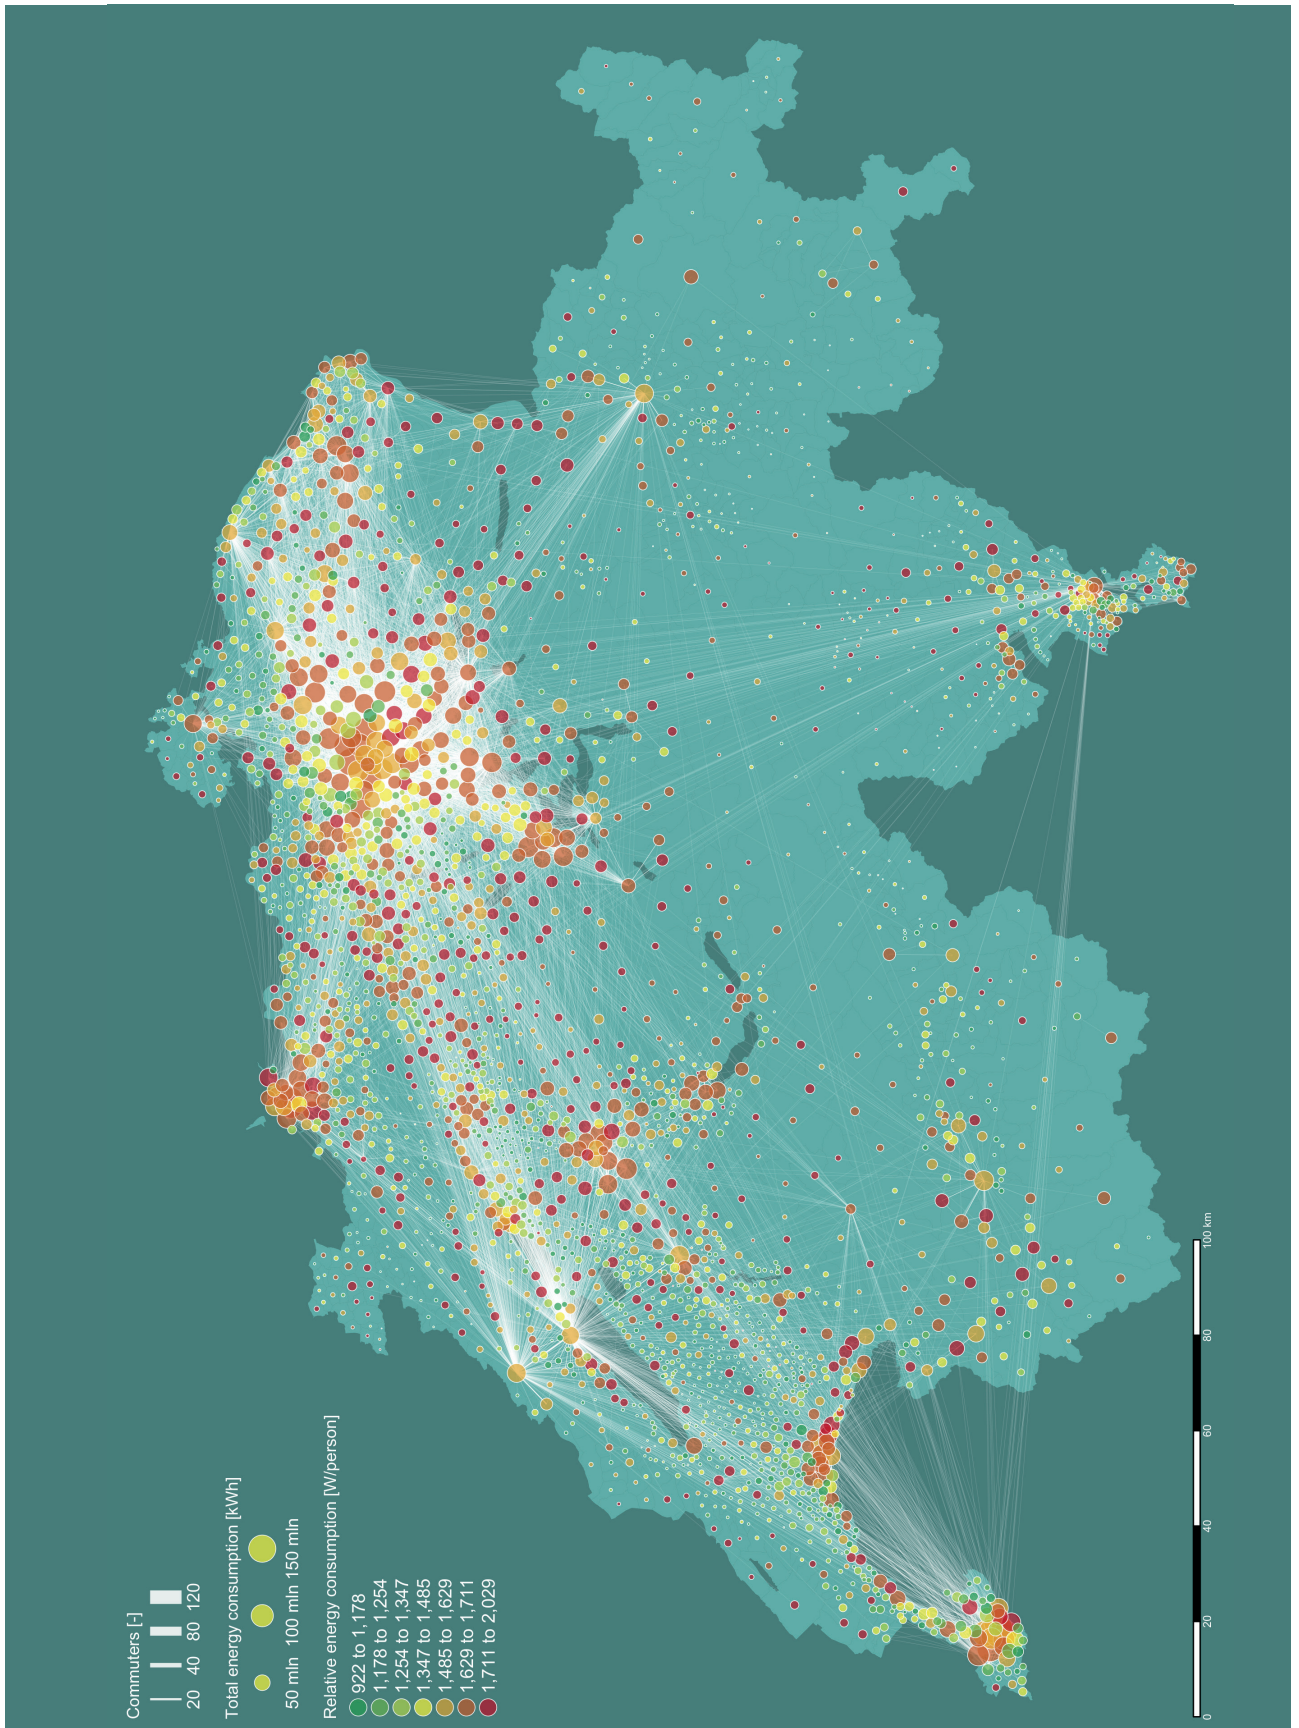 Commuters [-]
20 40 80 120
Total energy consumption [kWh]
50 mln 100 mln 150 mln
Relative energy consumption [W/person]
922 to 1,178
1,178 to 1,254
1,254 to 1,347
1,347 to 1,485
1,485 to 1,629
1,629 to 1,711
1,711 to 2,029
0 20 40 60 80 100 km